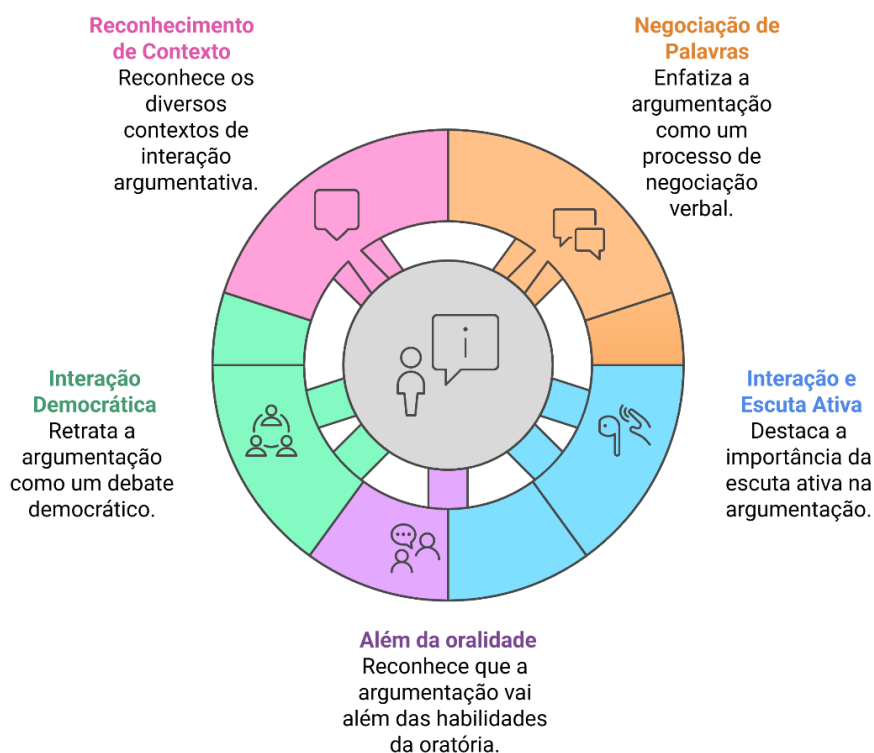 Reconhecimento
de Contexto
Reconhece os
diversos
contextos de
interação
argumentativa.
Negociação de
Palavras
Enfatiza a
argumentação
como um
processo de
negociação
verbal.
Interação
Democrática
Retrata a
argumentação
como um debate
democrático.
i
Interação e
Escuta Ativa
Destaca a
importância da
escuta ativa na
argumentação.
Além da oralidade
Reconhece que a
argumentação vai
além das habilidades
da oratória.